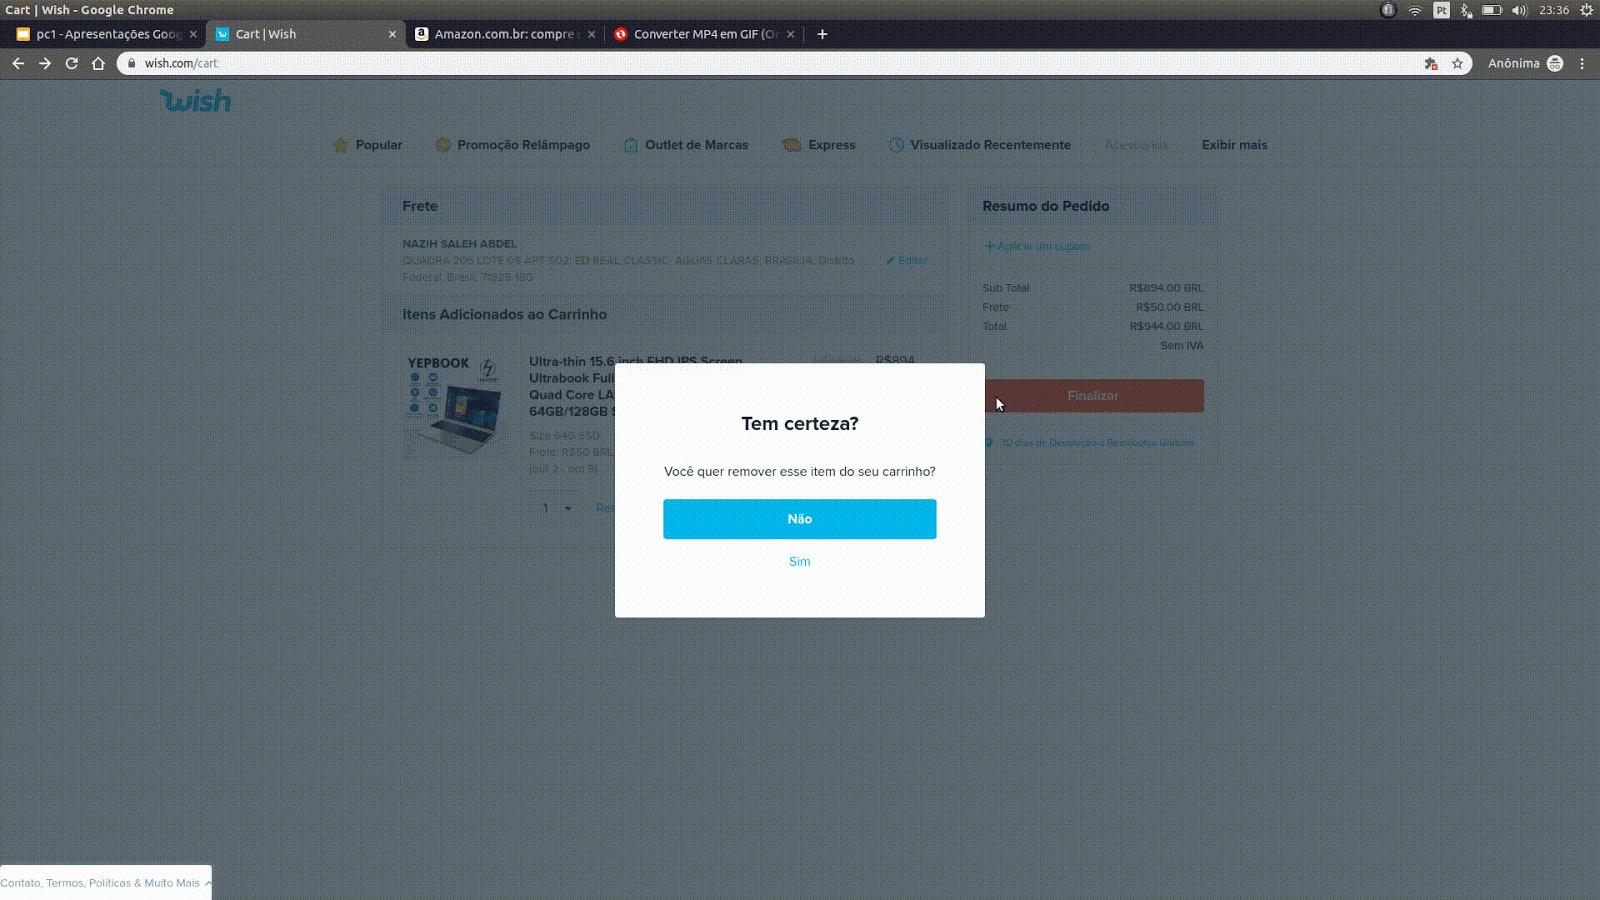 Cart | Wish - Google Chrome
Pt
23:36
pc1 - Apresentações Goog
Cart | Wish
Amazon.com.br: compre
Converter MP4 em GIF (On
wish.com/cart
Anônima
wish
Popular
Promoção Relâmpago
Outlet de Marcas
Express
Visualizado Recentemente
Acessórios
Exibir mais
Frete
NAZIH SALEH ABDEL
QUADRA 206 LOTE 08 APT 502, ED REAL CLASSIC, AGUAS CLARAS, BRASILIA, Distrito
Federal, Brasil, 71925-180
Editar
Itens Adicionados ao Carrinho
YEPBOOK
Ultra-thin 15.6 inch FHD IPS Screen
R$894
Ultrabook Full
Quad Core LA
64GB/128GB S
Size 64G SSD
Frete: R$50 BRL
(out 2 - out 9)
1
Resumo do Pedido
+ Aplicar um cupom
Sub Total R$894.00 BRL
Frete R$50.00 BRL
Total R$944.00 BRL
Sem IVA
Finalizar
30 dias de Devolução e Reembolso Gratuito
Tem certeza?
Você quer remover esse item do seu carrinho?
Não
Sim
Contato, Termos, Políticas & Muito Mais